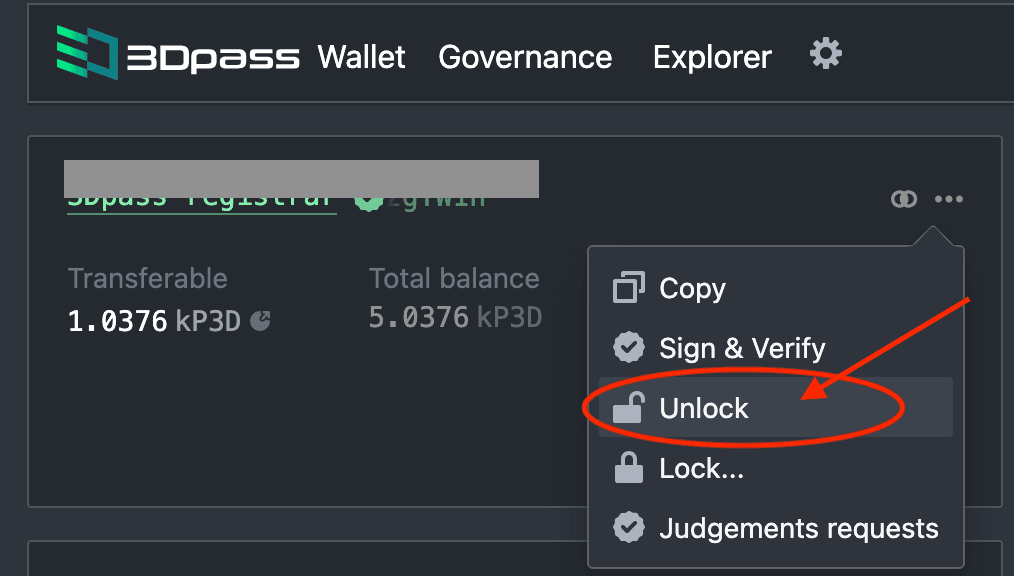 3Dpass Wallet Governance Explorer
3Dpass registrar
Transferable Total balance
1.0376 kP3D 5.0376 kP3D
Copy
Sign & Verify
Unlock
Lock...
Judgements requests